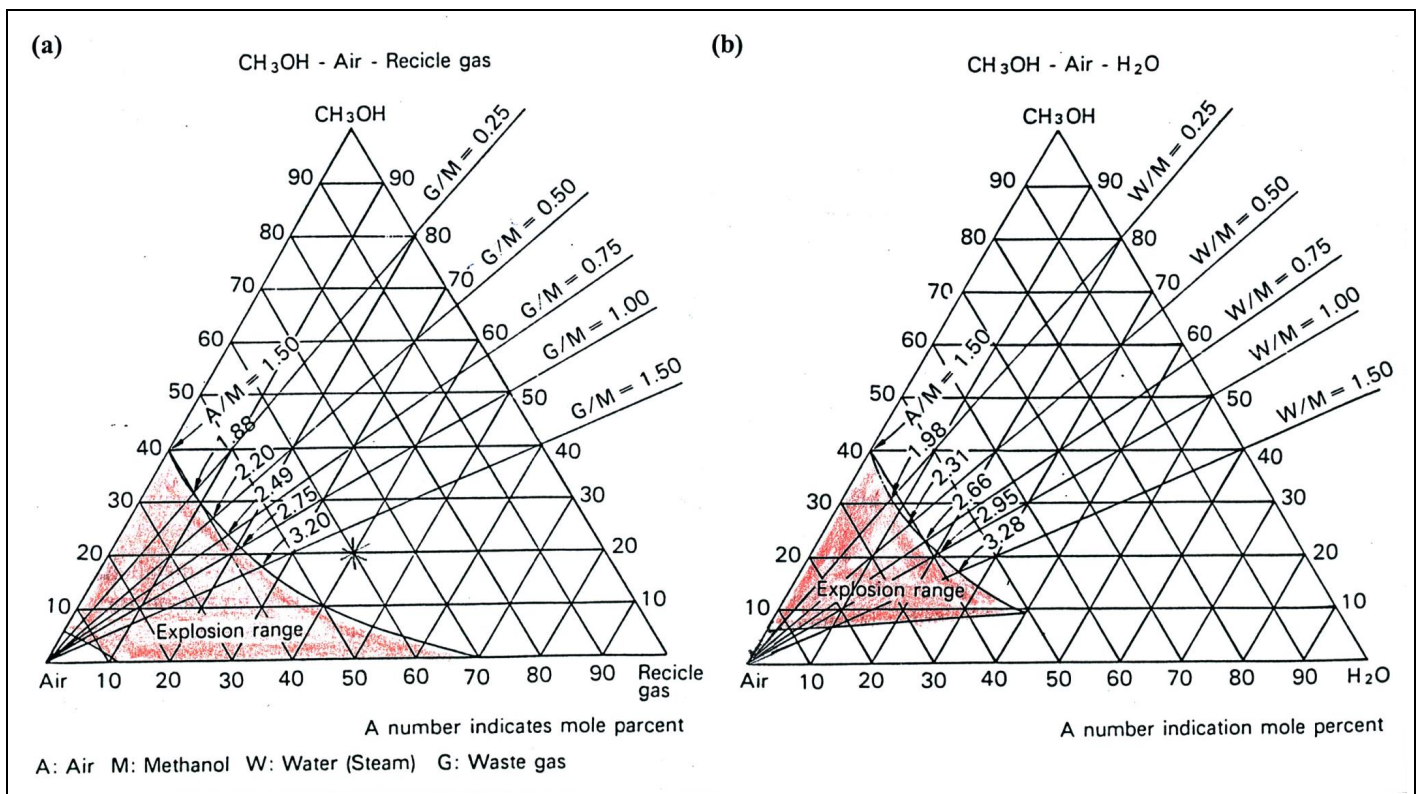 (a)
CH₃OH - Air - Recicle gas
CH₃OH
G/M = 0.25
G/M = 0.50
G/M = 0.75
G/M = 1.00
G/M = 1.50
90
80
70
60
50
40
30
20
10
90
80
70
60
50
40
30
20
10
A/M = 1.50
1.88
2.20
2.49
2.75
3.20
Explosion range
Air 10 20 30 40 50 60 70 80 90 Recicle
gas
A number indicates mole parcent
A: Air M: Methanol W: Water (Steam) G: Waste gas
(b)
CH₃OH - Air - H₂O
CH₃OH
W/M = 0.25
W/M = 0.50
W/M = 0.75
W/M = 1.00
W/M = 1.50
90
80
70
60
50
40
30
20
10
90
80
70
60
50
40
30
20
10
A/M = 1.50
1.98
2.31
2.66
2.95
3.28
Explosion range
Air 10 20 30 40 50 60 70 80 90 H₂O
A number indication mole percent